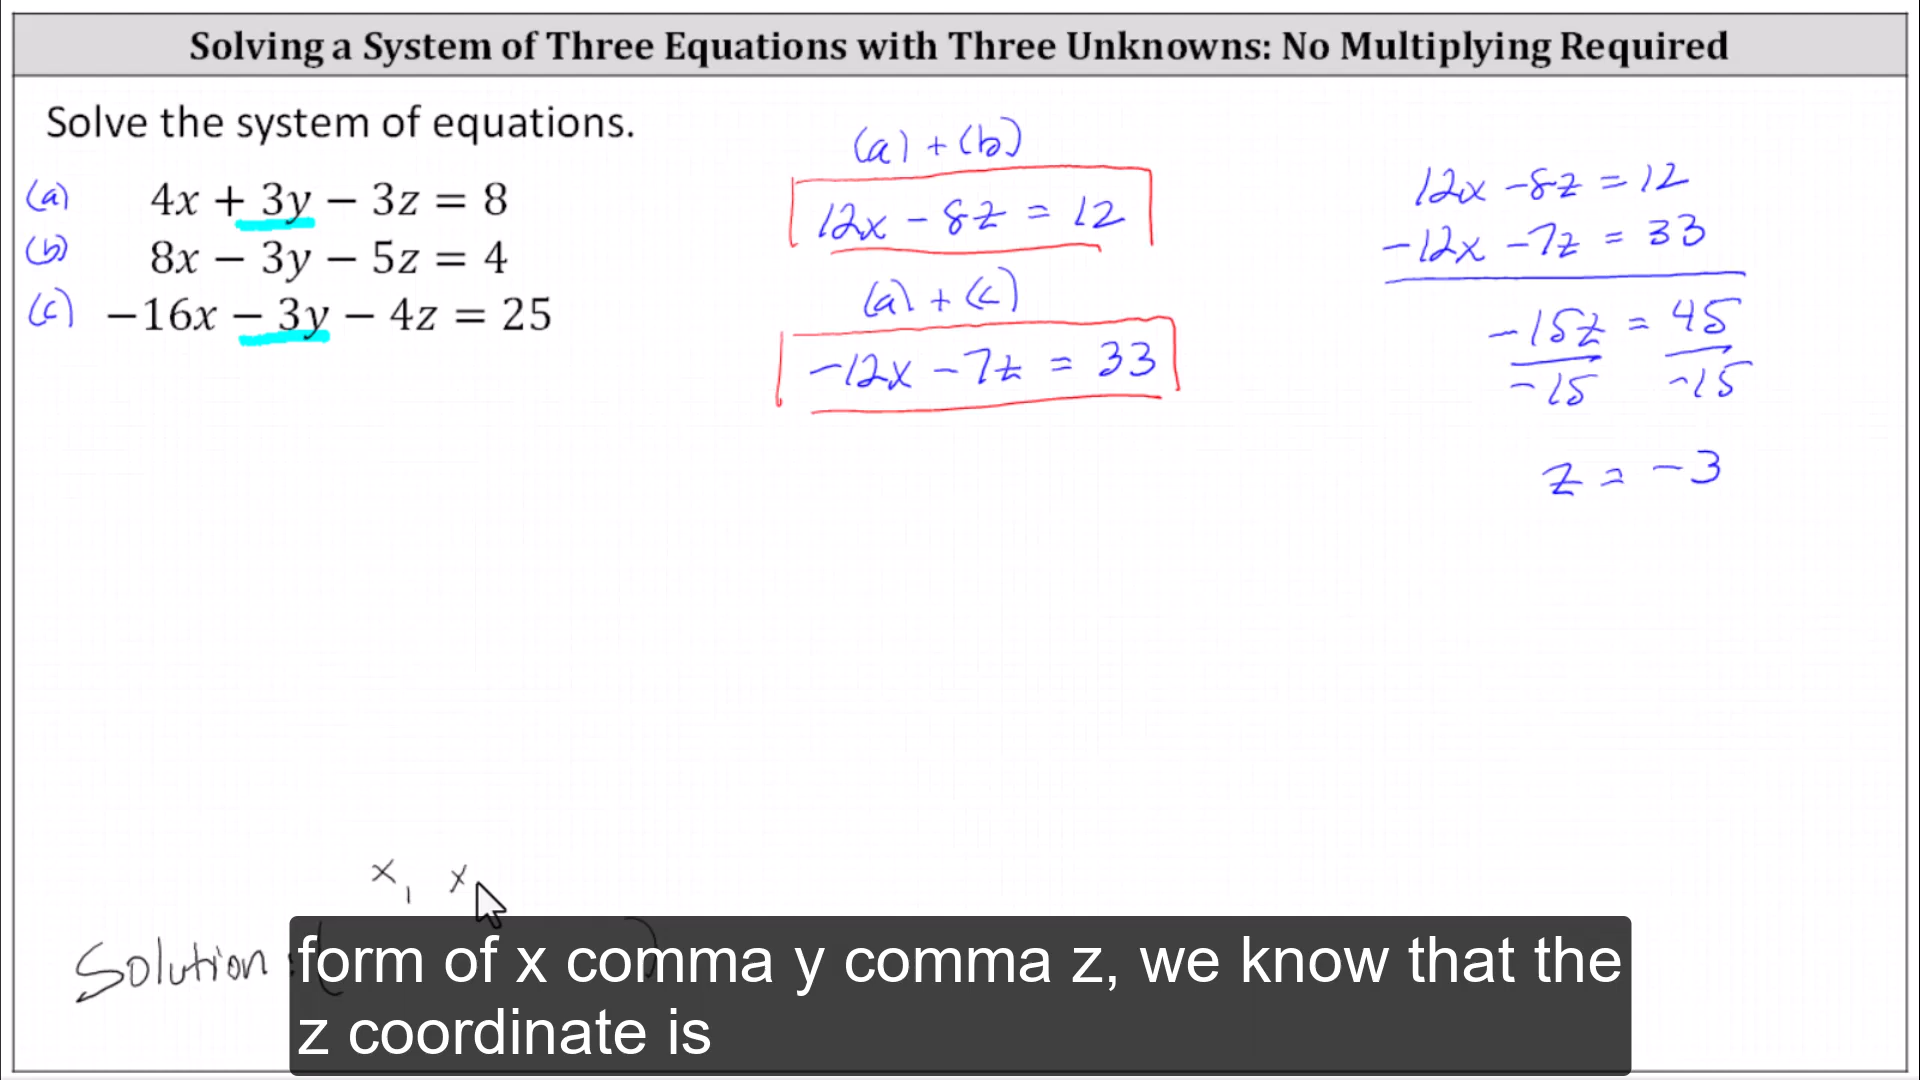 Solving a System of Three Equations with Three Unknowns: No Multiplying Required
Solve the system of equations.
(a) 4x + 3y − 3z = 8
(b) 8x − 3y − 5z = 4
(c) −16x − 3y − 4z = 25
(a) + (b)
12x − 8z = 12
(a) + (c)
−12x − 7z = 33
12x − 8z = 12
−12x − 7z = 33
−15z = 45
−15 −15
z = −3
x, y
Solution: (
form of x comma y comma z, we know that the
z coordinate is